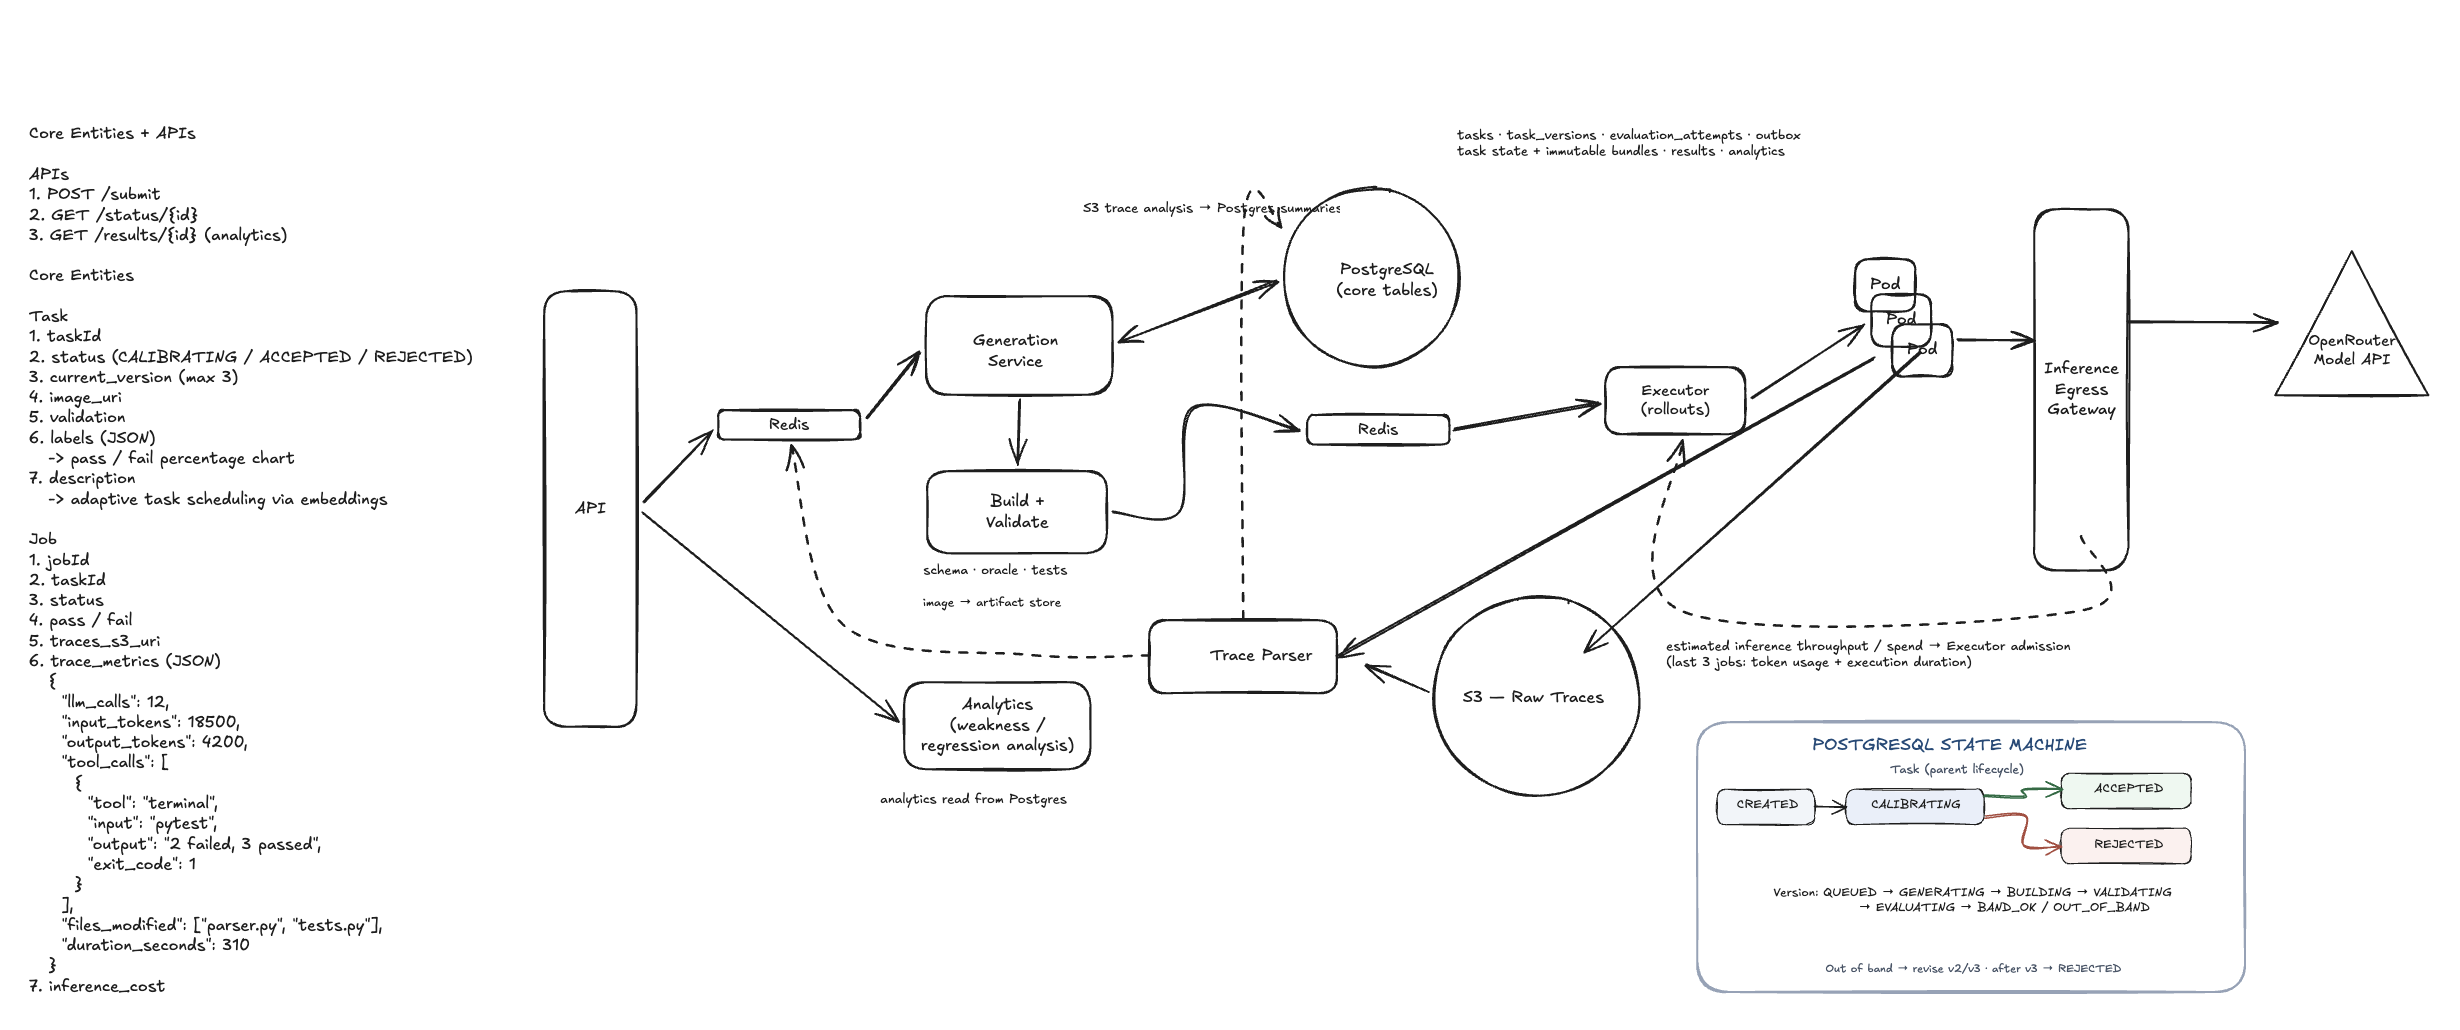 Core Entities + APIs
APIs
1. POST /submit
2. GET /status/{id}
3. GET /results/{id} (analytics)
Core Entities
Task
1. taskId
2. status (CALIBRATING / ACCEPTED / REJECTED)
3. current_version (max 3)
4. image_uri
5. validation
6. labels (JSON)
-> pass / fail percentage chart
7. description
-> adaptive task scheduling via embeddings
Job
1. jobId
2. taskId
3. status
4. pass / fail
5. traces_s3_uri
6. trace_metrics (JSON)
{
"llm_calls": 12,
"input_tokens": 18500,
"output_tokens": 4200,
"tool_calls": [
{
"tool": "terminal",
"input": "pytest",
"output": "2 failed, 3 passed",
"exit_code": 1
}
],
"files_modified": ["parser.py", "tests.py"],
"duration_seconds": 310
}
7. inference_cost
API
Redis
Generation
Service
Build +
Validate
schema · oracle · tests
image → artifact store
Analytics
(weakness /
regression analysis)
analytics read from Postgres
S3 trace analysis → Postgres summaries
PostgreSQL
(core tables)
tasks · task_versions · evaluation_attempts · outbox
task state + immutable bundles · results · analytics
Redis
Trace Parser
S3 — Raw Traces
Executor
(rollouts)
Pod
Pod
Pod
Inference
Egress
Gateway
OpenRouter
Model API
estimated inference throughput / spend → Executor admission
(last 3 jobs: token usage + execution duration)
POSTGRESQL STATE MACHINE
Task (parent lifecycle)
CREATED
CALIBRATING
ACCEPTED
REJECTED
Version: QUEUED → GENERATING → BUILDING → VALIDATING
→ EVALUATING → BAND_OK / OUT_OF_BAND
Out of band → revise v2/v3 · after v3 → REJECTED